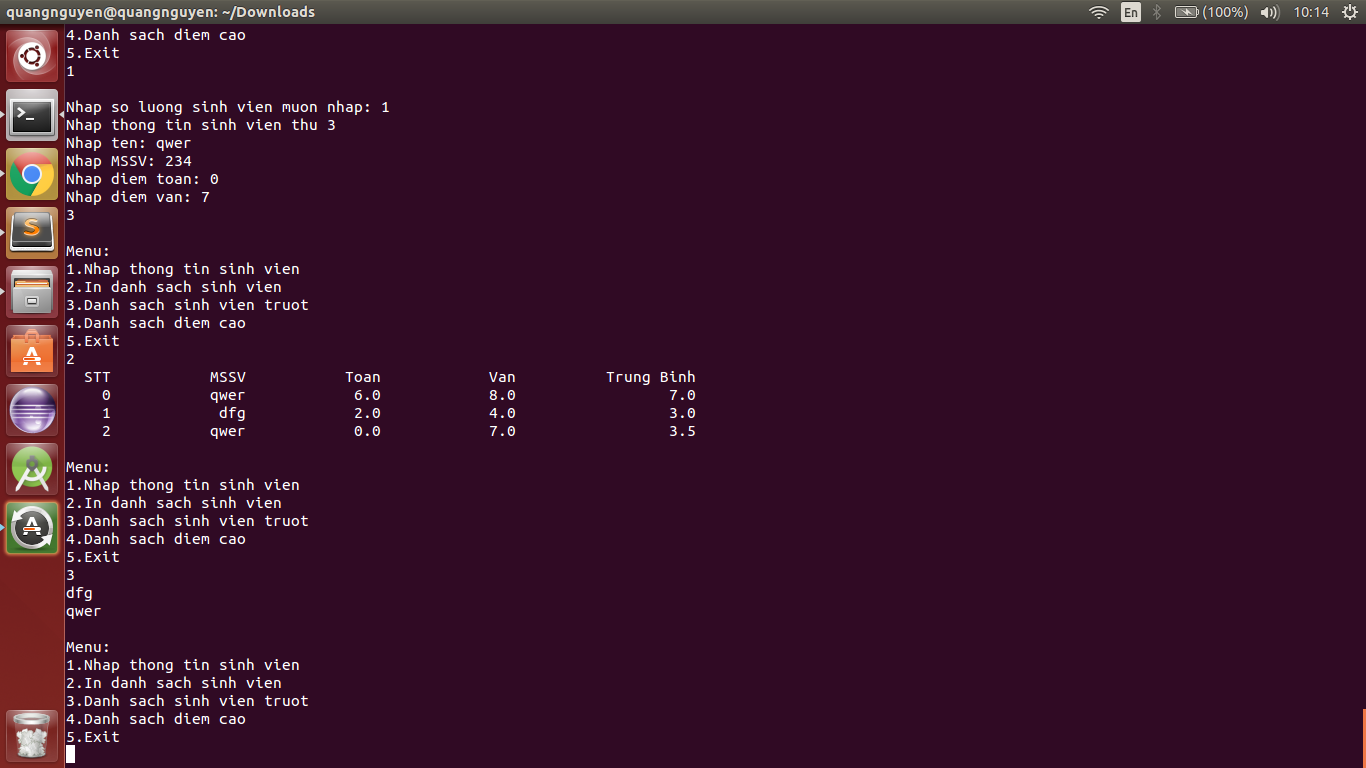 quangnguyen@quangnguyen: ~/Downloads
En
(100%)
10:14
4.Danh sach diem cao
5.Exit
1
Nhap so luong sinh vien muon nhap: 1
Nhap thong tin sinh vien thu 3
Nhap ten: qwer
Nhap MSSV: 234
Nhap diem toan: 0
Nhap diem van: 7
3
Menu:
1.Nhap thong tin sinh vien
2.In danh sach sinh vien
3.Danh sach sinh vien truot
4.Danh sach diem cao
5.Exit
2
STT MSSV Toan Van Trung Binh
0 qwer 6.0 8.0 7.0
1 dfg 2.0 4.0 3.0
2 qwer 0.0 7.0 3.5
Menu:
1.Nhap thong tin sinh vien
2.In danh sach sinh vien
3.Danh sach sinh vien truot
4.Danh sach diem cao
5.Exit
3
dfg
qwer
Menu:
1.Nhap thong tin sinh vien
2.In danh sach sinh vien
3.Danh sach sinh vien truot
4.Danh sach diem cao
5.Exit